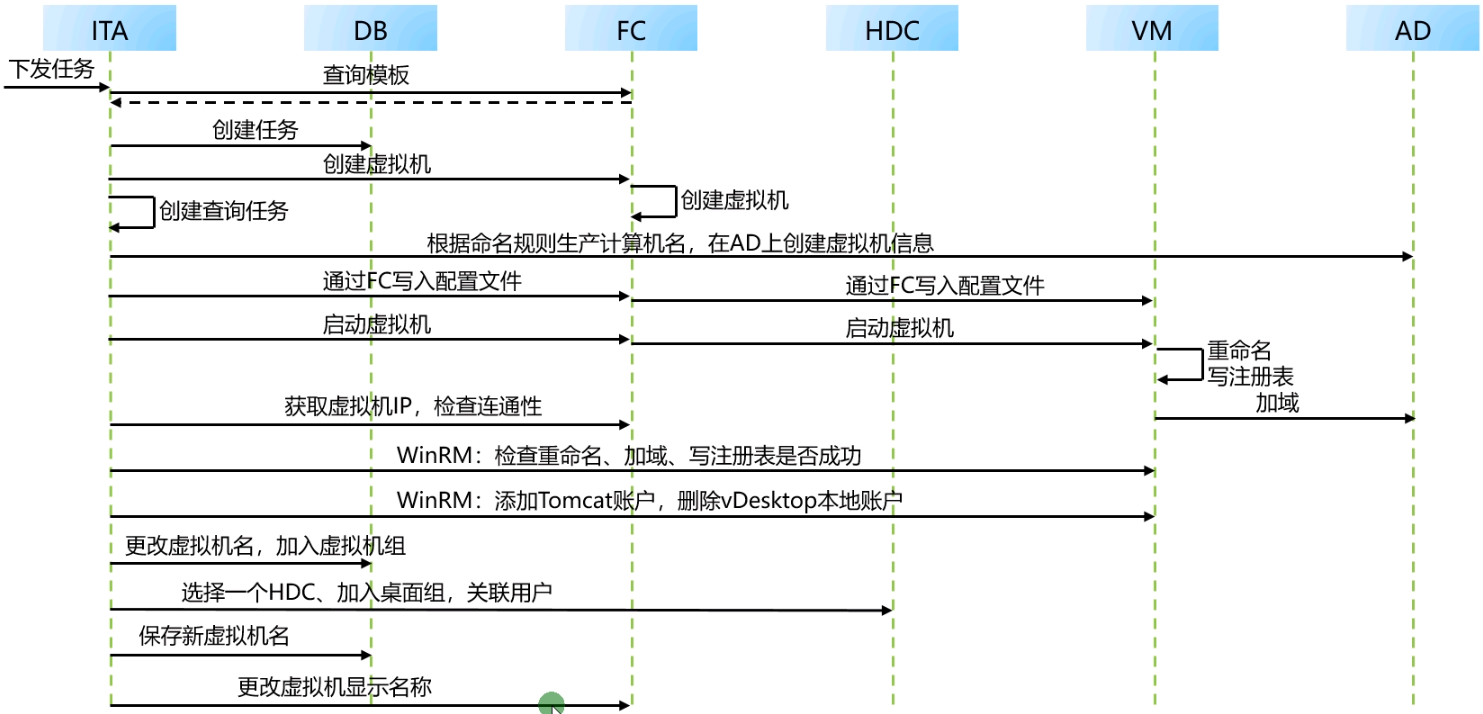 ITA
DB
FC
HDC
VM
AD
下发任务
查询模板
创建任务
创建虚拟机
创建虚拟机
创建查询任务
根据命名规则生产计算机名，在AD上创建虚拟机信息
通过FC写入配置文件
通过FC写入配置文件
启动虚拟机
启动虚拟机
重命名
写注册表
加域
获取虚拟机IP，检查连通性
WinRM：检查重命名、加域、写注册表是否成功
WinRM：添加Tomcat账户，删除vDesktop本地账户
更改虚拟机名，加入虚拟机组
选择一个HDC、加入桌面组，关联用户
保存新虚拟机名
更改虚拟机显示名称